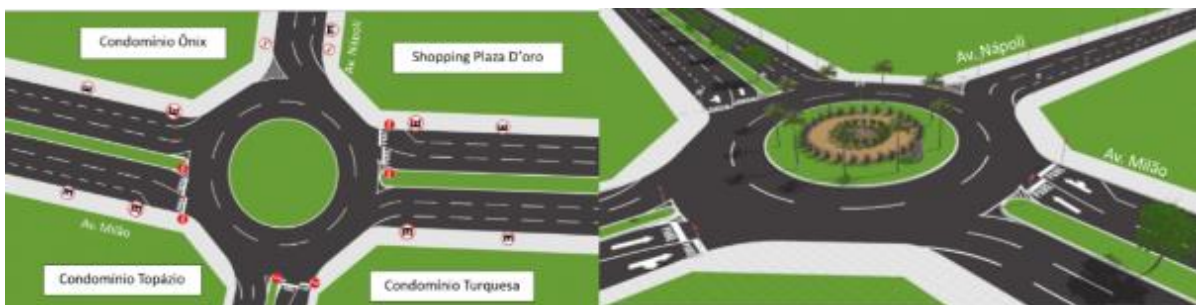 Condomínio Ônix
Av. Nápoli
Shopping Plaza D'oro
Av. Milão
Condomínio Topázio
Condomínio Turquesa
Av. Nápoli
Av. Milão